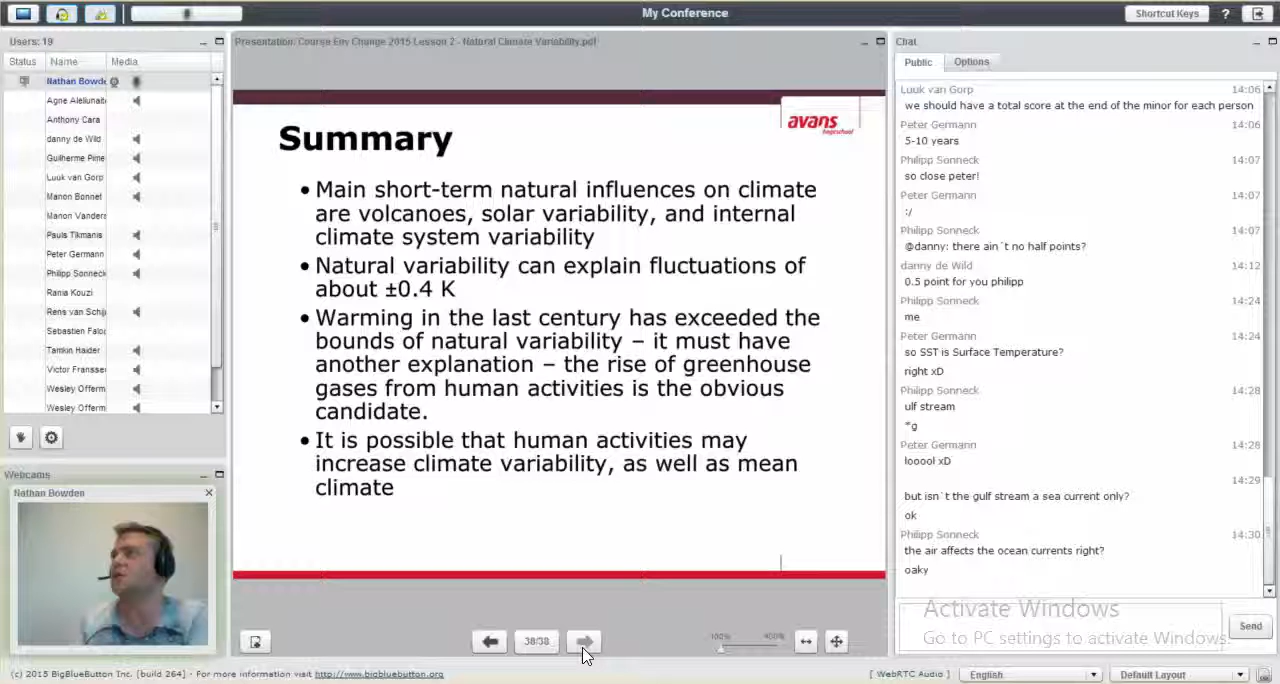 My Conference
Shortcut Keys
?
Users: 19
Status Name Media
Nathan Bowde
Agne Aleliunait
Anthony Cara
danny de Wild
Guilherme Pime
Luuk van Gorp
Manon Bonnet
Manon Vanders
Pauls Tikmanis
Peter Germann
Philipp Sonneck
Rania Kouzi
Rens van Schij
Sebastien Faloc
Tamkin Haider
Victor Fransse
Wesley Offerm
Wesley Offerm
Webcams
Nathan Bowden
Presentation: Course Env Change 2015 Lesson 2 - Natural Climate Variability.pdf
avans
hogeschool
Summary
• Main short-term natural influences on climate
are volcanoes, solar variability, and internal
climate system variability
• Natural variability can explain fluctuations of
about ±0.4 K
• Warming in the last century has exceeded the
bounds of natural variability – it must have
another explanation – the rise of greenhouse
gases from human activities is the obvious
candidate.
• It is possible that human activities may
increase climate variability, as well as mean
climate
38/38
100% 400%
Chat
Public Options
Luuk van Gorp 14:06
we should have a total score at the end of the minor for each person
Peter Germann 14:06
5-10 years
Philipp Sonneck 14:07
so close peter!
Peter Germann 14:07
:/
Philipp Sonneck 14:07
@danny: there ain´t no half points?
danny de Wild 14:12
0.5 point for you philipp
Philipp Sonneck 14:24
me
Peter Germann 14:24
so SST is Surface Temperature?
right xD
Philipp Sonneck 14:28
ulf stream
*g
Peter Germann 14:28
looool xD
14:29
but isn´t the gulf stream a sea current only?
ok
Philipp Sonneck 14:30
the air affects the ocean currents right?
oaky
Activate Windows
Go to PC settings to activate Windows.
Send
(c) 2015 BigBlueButton Inc. [build 264] - For more information visit http://www.bigbluebutton.org
[ WebRTC Audio ]
English
Default Layout